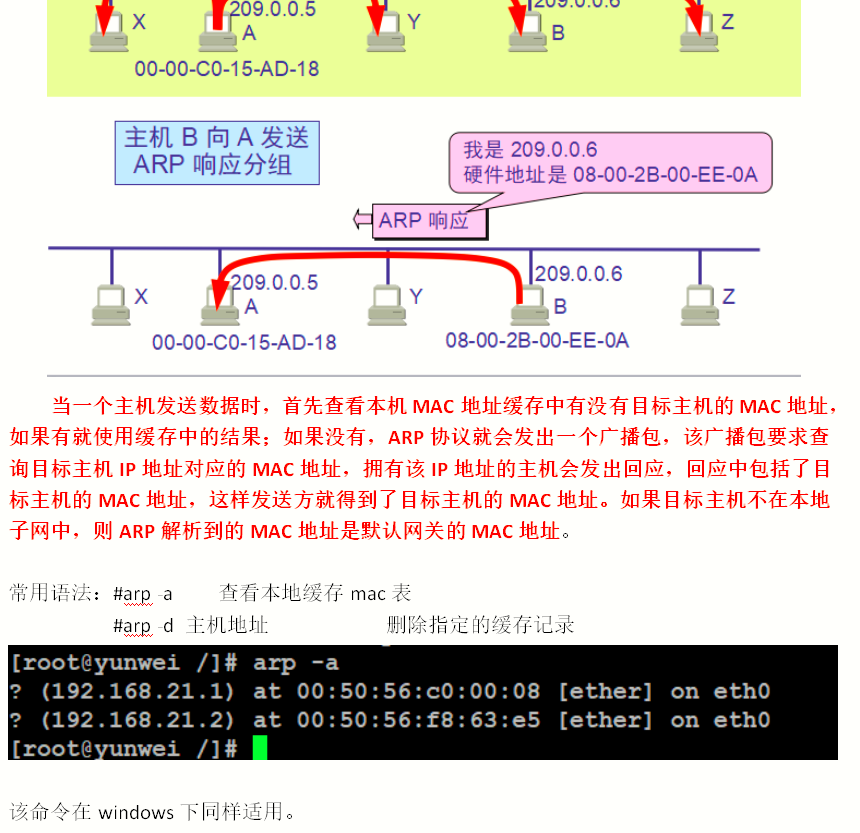 209.0.0.5
209.0.0.6
X
A
Y
B
Z
00-00-C0-15-AD-18
主机 B 向 A 发送
ARP 响应分组
我是 209.0.0.6
硬件地址是 08-00-2B-00-EE-0A
ARP 响应
209.0.0.5
209.0.0.6
X
A
Y
B
Z
00-00-C0-15-AD-18
08-00-2B-00-EE-0A
当一个主机发送数据时，首先查看本机 MAC 地址缓存中有没有目标主机的 MAC 地址，
如果有就使用缓存中的结果；如果没有，ARP 协议就会发出一个广播包，该广播包要求查
询目标主机 IP 地址对应的 MAC 地址，拥有该 IP 地址的主机会发出回应，回应中包括了目
标主机的 MAC 地址，这样发送方就得到了目标主机的 MAC 地址。如果目标主机不在本地
子网中，则 ARP 解析到的 MAC 地址是默认网关的 MAC 地址。
常用语法：#arp -a 查看本地缓存 mac 表
#arp -d 主机地址 删除指定的缓存记录
[root@yunwei /]# arp -a
? (192.168.21.1) at 00:50:56:c0:00:08 [ether] on eth0
? (192.168.21.2) at 00:50:56:f8:63:e5 [ether] on eth0
[root@yunwei /]#
该命令在 windows 下同样适用。